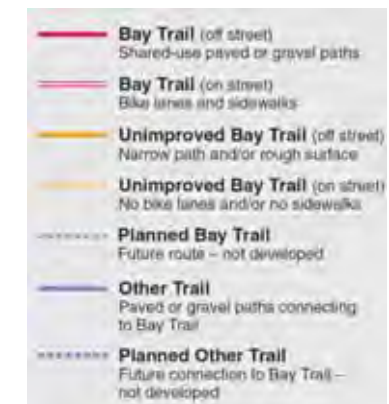 Bay Trail (off street)
Shared-use paved or gravel paths
Bay Trail (on street)
Bike lanes and sidewalks
Unimproved Bay Trail (off street)
Narrow path and/or rough surface
Unimproved Bay Trail (on street)
No bike lanes and/or no sidewalks
Planned Bay Trail
Future route – not developed
Other Trail
Paved or gravel paths connecting
to Bay Trail
Planned Other Trail
Future connection to Bay Trail –
not developed